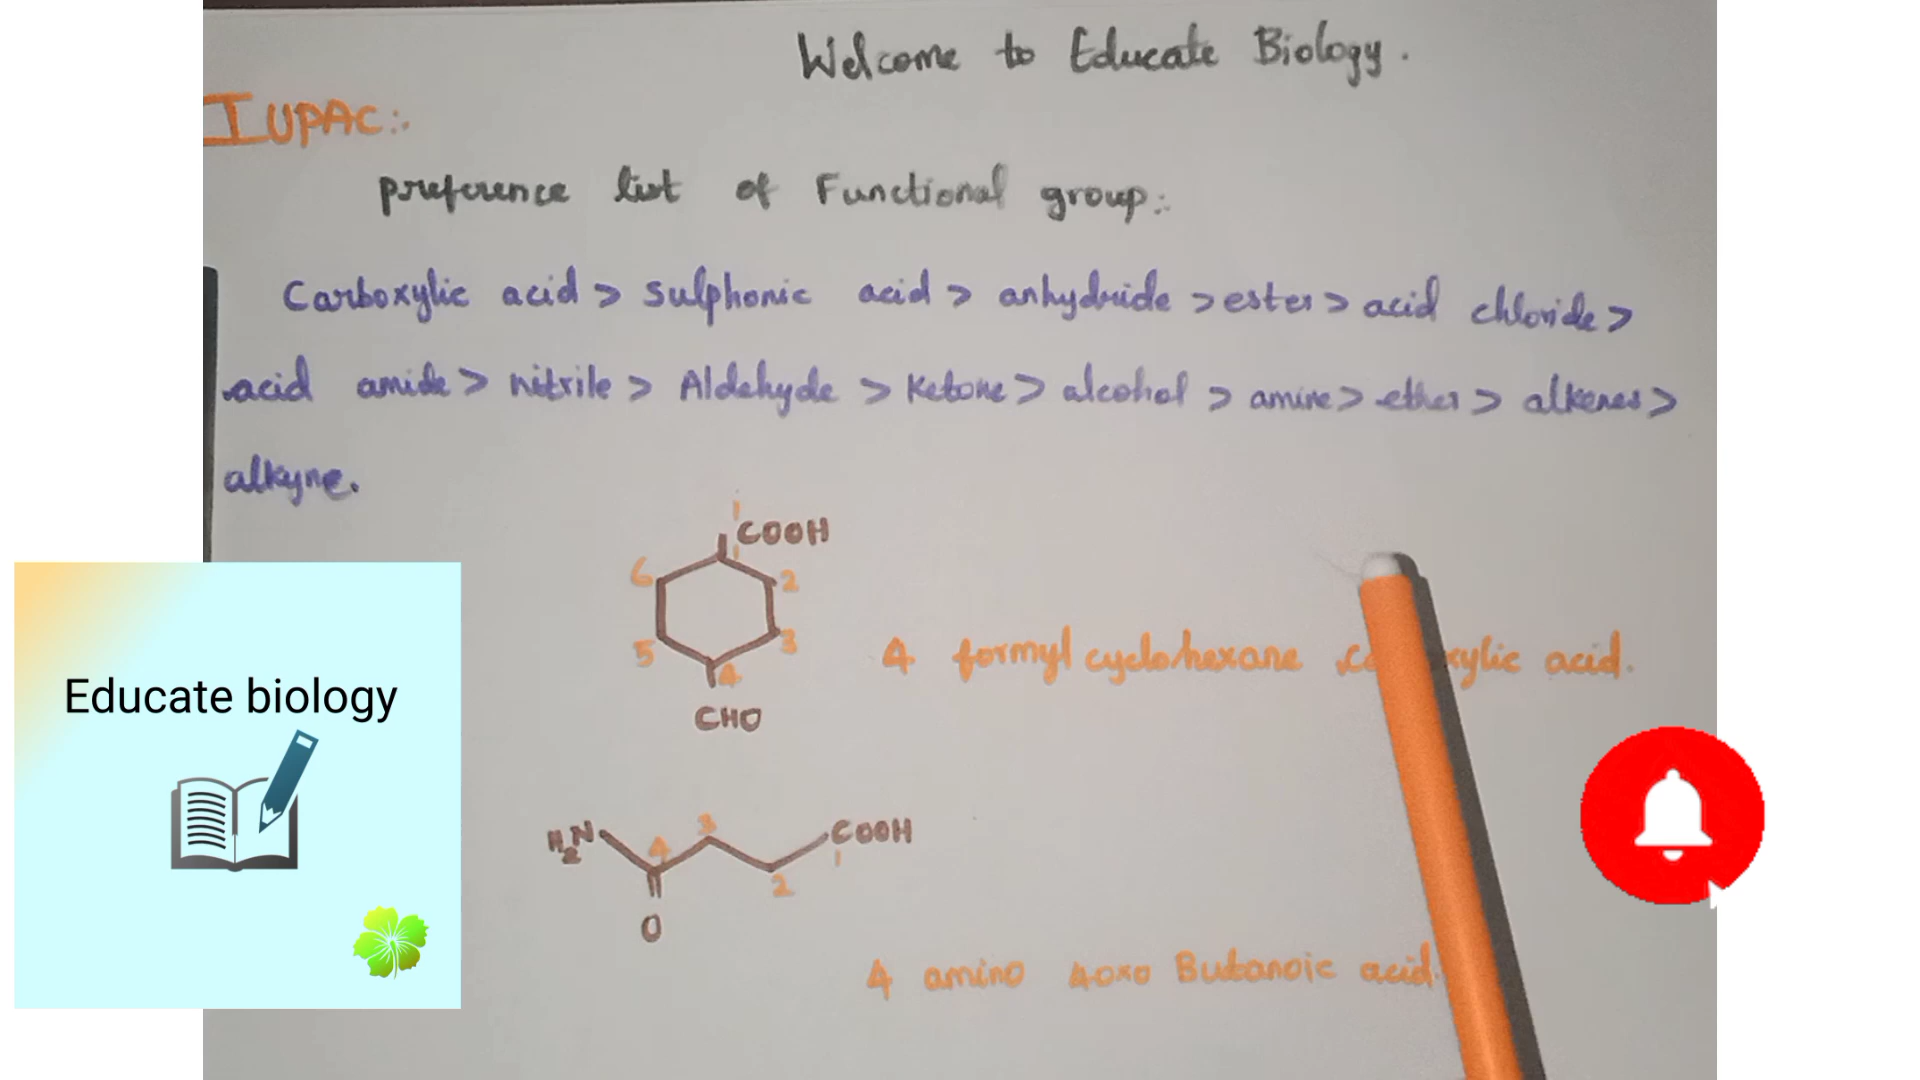 Welcome to Educate Biology.
IUPAC:-
preference list of Functional group:-
Carboxylic acid > sulphonic acid > anhydride > ester > acid chloride >
acid amide > nitrile > Aldehyde > Ketone > alcohol > amine > ether > alkenes >
alkyne.
1
COOH
1
6 2
5 3
4
CHO
4 formyl cyclohexane acid.
Educate biology
H2N 4 3 COOH
1
2
O
4 amino 4oxo Butanoic acid.